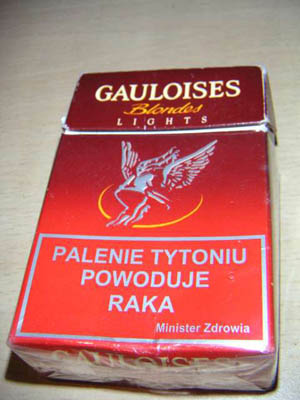 GAULOISES
Blondes
LIGHTS
PALENIE TYTONIU
POWODUJE
RAKA
Minister Zdrowia
GAULOISES